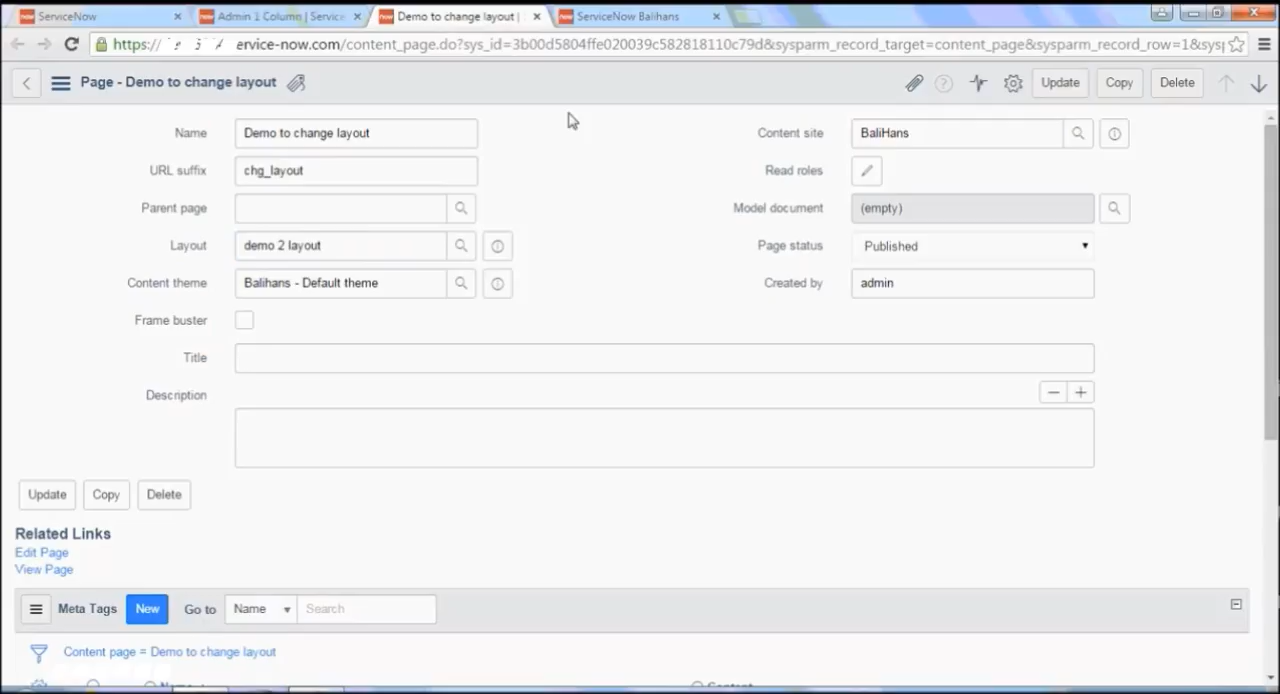 ServiceNow
Admin 1 Column | Service
Demo to change layout |
ServiceNow Balihans
https:// ervice-now.com/content_page.do?sys_id=3b00d5804ffe020039c582818110c79d&sysparm_record_target=content_page&sysparm_record_row=1&sysp
Page - Demo to change layout
Update
Copy
Delete
Name
Demo to change layout
Content site
BaliHans
URL suffix
chg_layout
Read roles
Parent page
Model document
(empty)
Layout
demo 2 layout
Page status
Published
Content theme
Balihans - Default theme
Created by
admin
Frame buster
Title
Description
Update
Copy
Delete
Related Links
Edit Page
View Page
Meta Tags
New
Go to
Name
Search
Content page = Demo to change layout